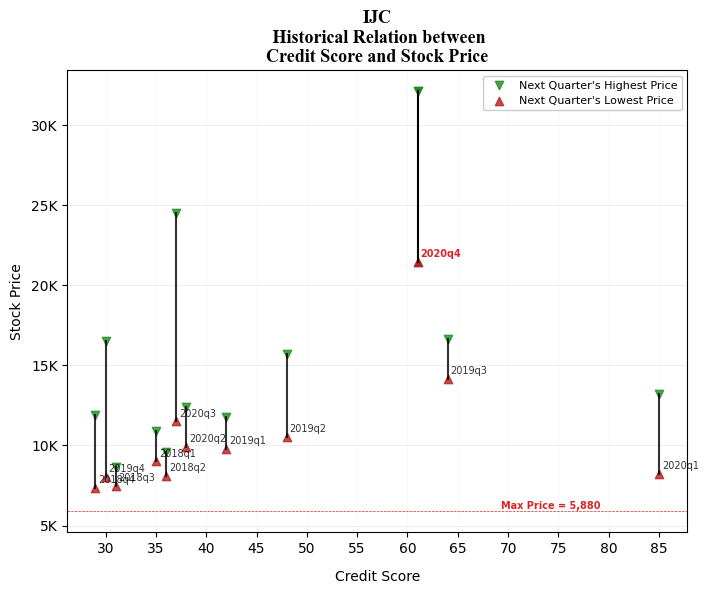 IJC
Historical Relation between
Credit Score and Stock Price
Next Quarter's Highest Price
Next Quarter's Lowest Price
Stock Price
30K
25K
20K
15K
10K
5K
2020q4
2019q3
2020q3
2019q2
2020q2
2019q1
2018q1
2018q2
2019q4
2018q3
2018q4
2020q1
Max Price = 5,880
30 35 40 45 50 55 60 65 70 75 80 85
Credit Score